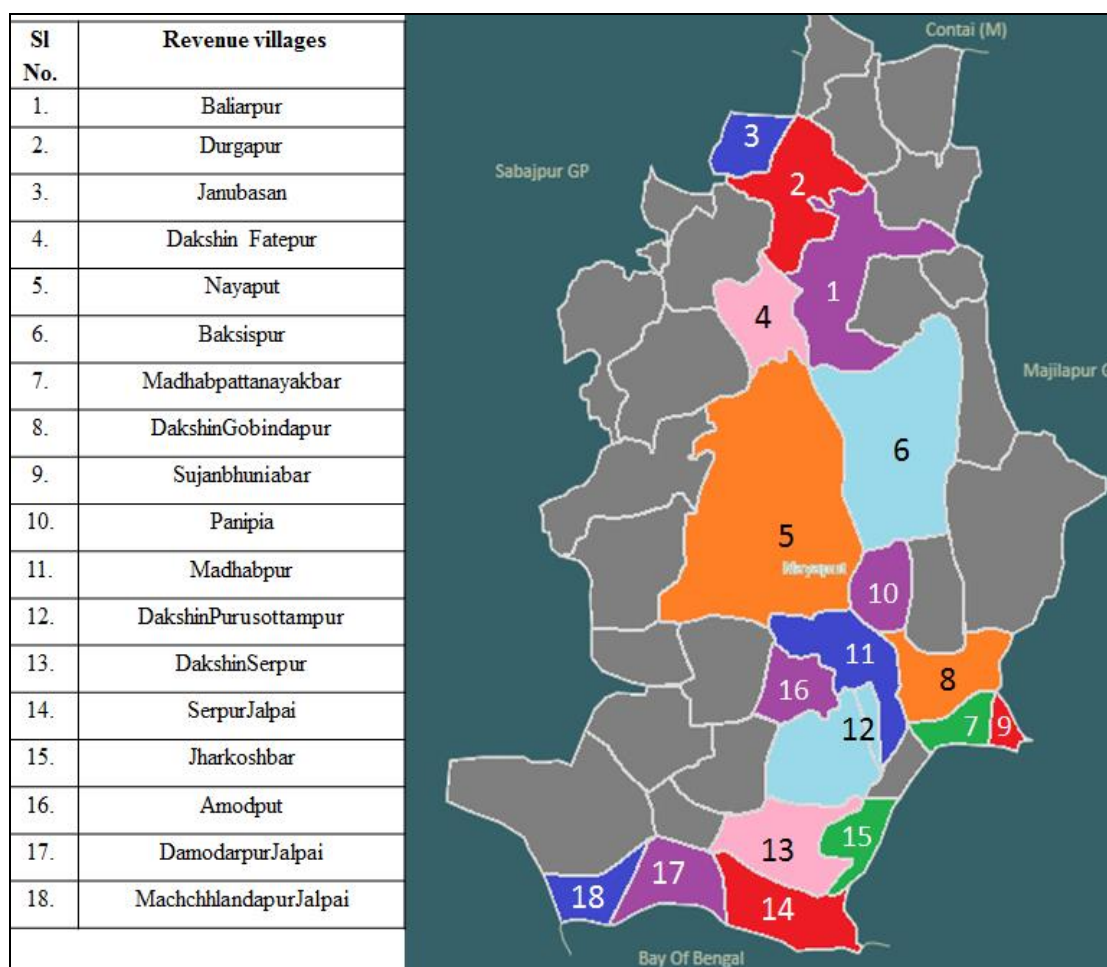 Sl No. Revenue villages
1. Baliarpur
2. Durgapur
3. Janubasan
4. Dakshin Fatepur
5. Nayaput
6. Baksispur
7. Madhabpattanayakbar
8. DakshinGobindapur
9. Sujanbhuniabar
10. Panipia
11. Madhabpur
12. DakshinPurusottampur
13. DakshinSerpur
14. SerpurJalpai
15. Jharkoshbar
16. Amodput
17. DamodarpurJalpai
18. MachchhlandapurJalpai
Contai (M)
3
Sabajpur GP
2
1
4
Majilapur G
6
5
Nayaput
10
11
8
16
12
7
9
15
13
17
18
14
Bay Of Bengal